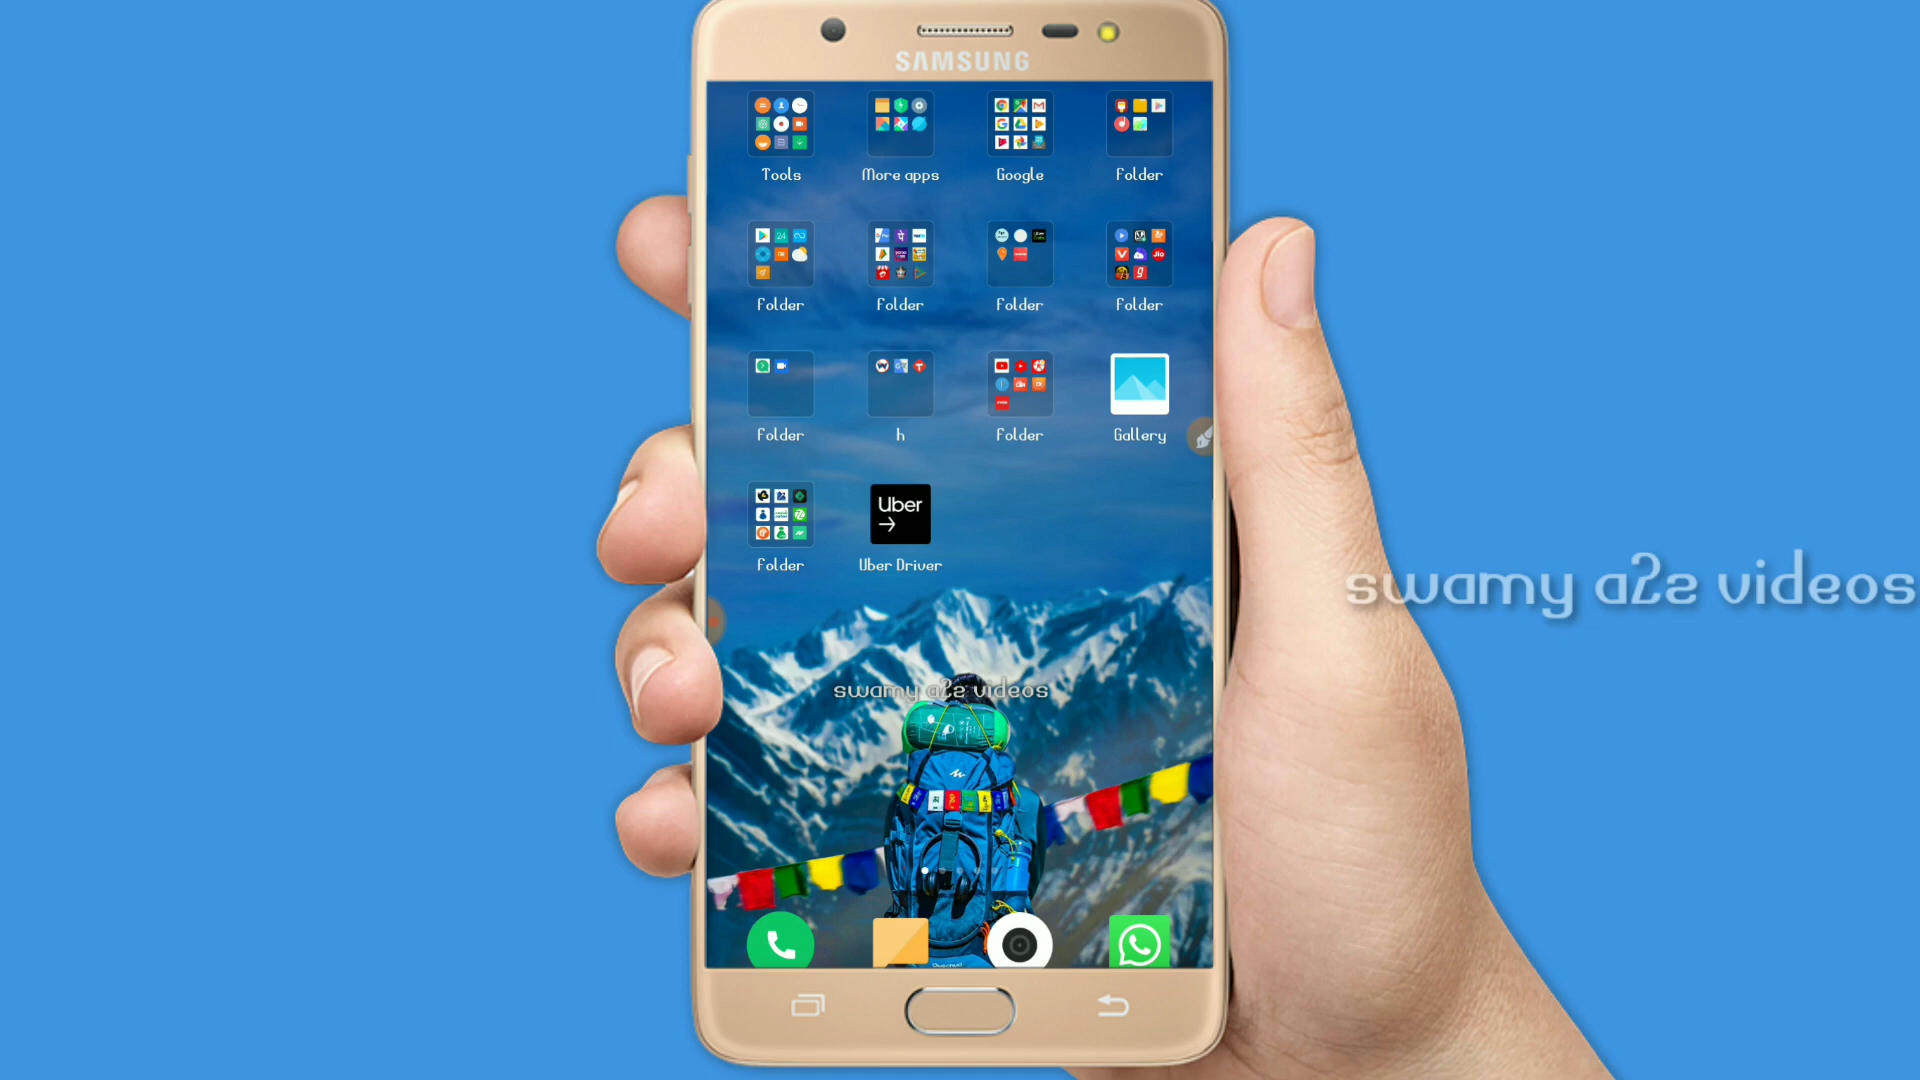 SAMSUNG
Tools
More apps
Google
Folder
Folder
Folder
Folder
Folder
Folder
h
Folder
Gallery
Folder
Uber
Uber Driver
swamy a2z videos
swamy a2z videos